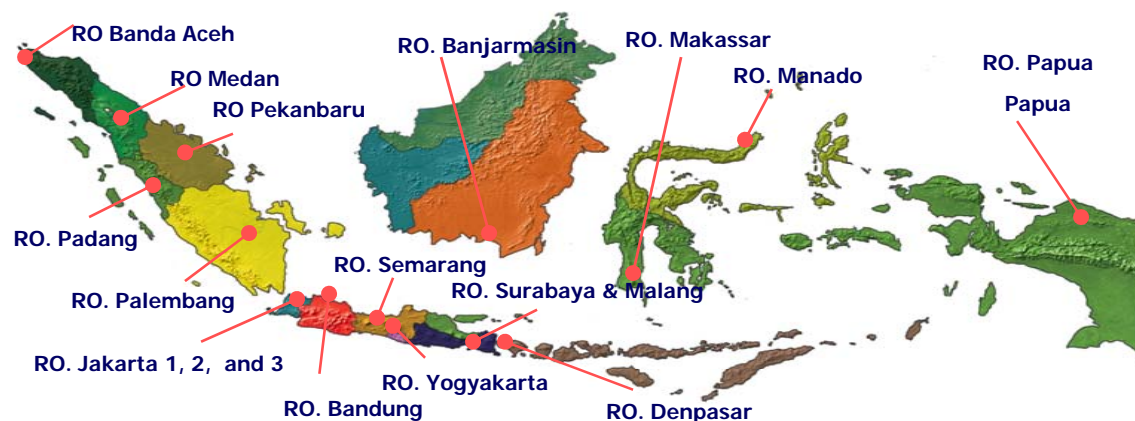 RO Banda Aceh
RO. Banjarmasin
RO. Makassar
RO. Manado
RO. Papua
Papua
RO Medan
RO Pekanbaru
RO. Padang
RO. Semarang
RO. Surabaya & Malang
RO. Palembang
RO. Jakarta 1, 2, and 3
RO. Yogyakarta
RO. Bandung
RO. Denpasar